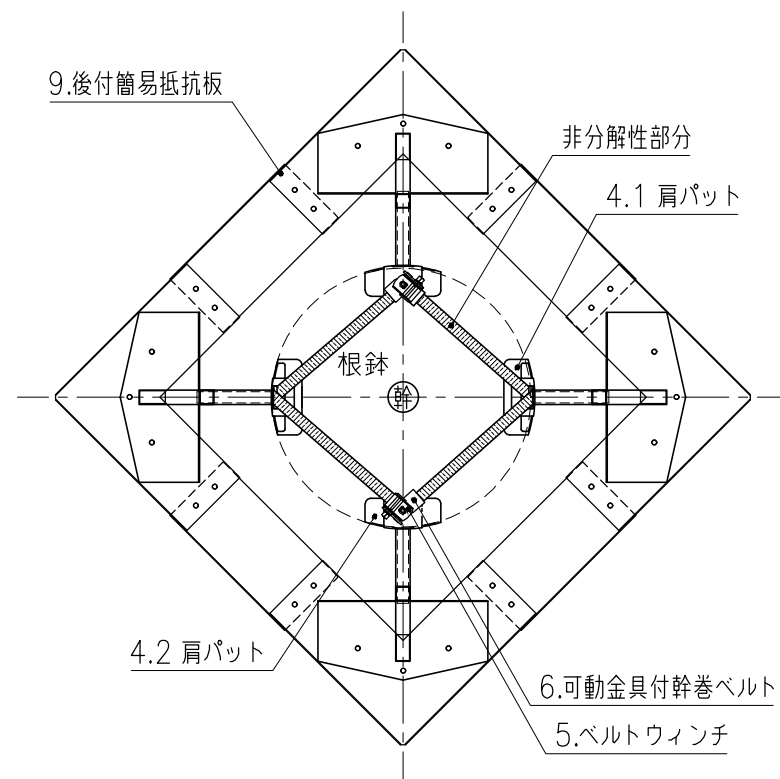 9.後付簡易抵抗板
非分解性部分
4.1 肩パット
根鉢
幹
4.2 肩パット
6.可動金具付幹巻ベルト
5.ベルトウィンチ